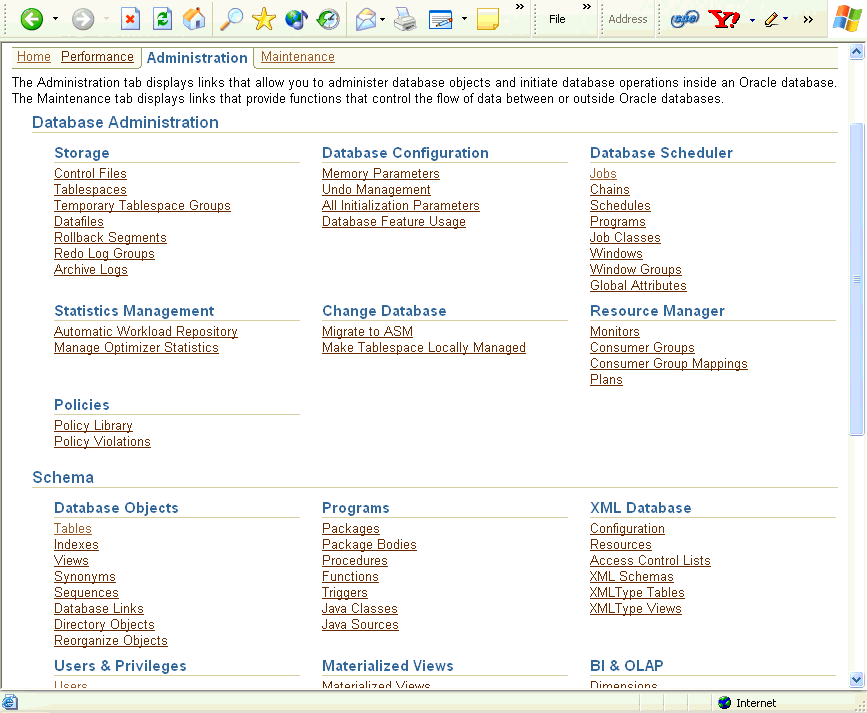 » File » Address »
Home Performance Administration Maintenance
The Administration tab displays links that allow you to administer database objects and initiate database operations inside an Oracle database.
The Maintenance tab displays links that provide functions that control the flow of data between or outside Oracle databases.
Database Administration
Storage
Control Files
Tablespaces
Temporary Tablespace Groups
Datafiles
Rollback Segments
Redo Log Groups
Archive Logs
Database Configuration
Memory Parameters
Undo Management
All Initialization Parameters
Database Feature Usage
Database Scheduler
Jobs
Chains
Schedules
Programs
Job Classes
Windows
Window Groups
Global Attributes
Statistics Management
Automatic Workload Repository
Manage Optimizer Statistics
Change Database
Migrate to ASM
Make Tablespace Locally Managed
Resource Manager
Monitors
Consumer Groups
Consumer Group Mappings
Plans
Policies
Policy Library
Policy Violations
Schema
Database Objects
Tables
Indexes
Views
Synonyms
Sequences
Database Links
Directory Objects
Reorganize Objects
Programs
Packages
Package Bodies
Procedures
Functions
Triggers
Java Classes
Java Sources
XML Database
Configuration
Resources
Access Control Lists
XML Schemas
XMLType Tables
XMLType Views
Users & Privileges
Users
Materialized Views
Materialized Views
BI & OLAP
Dimensions
Internet